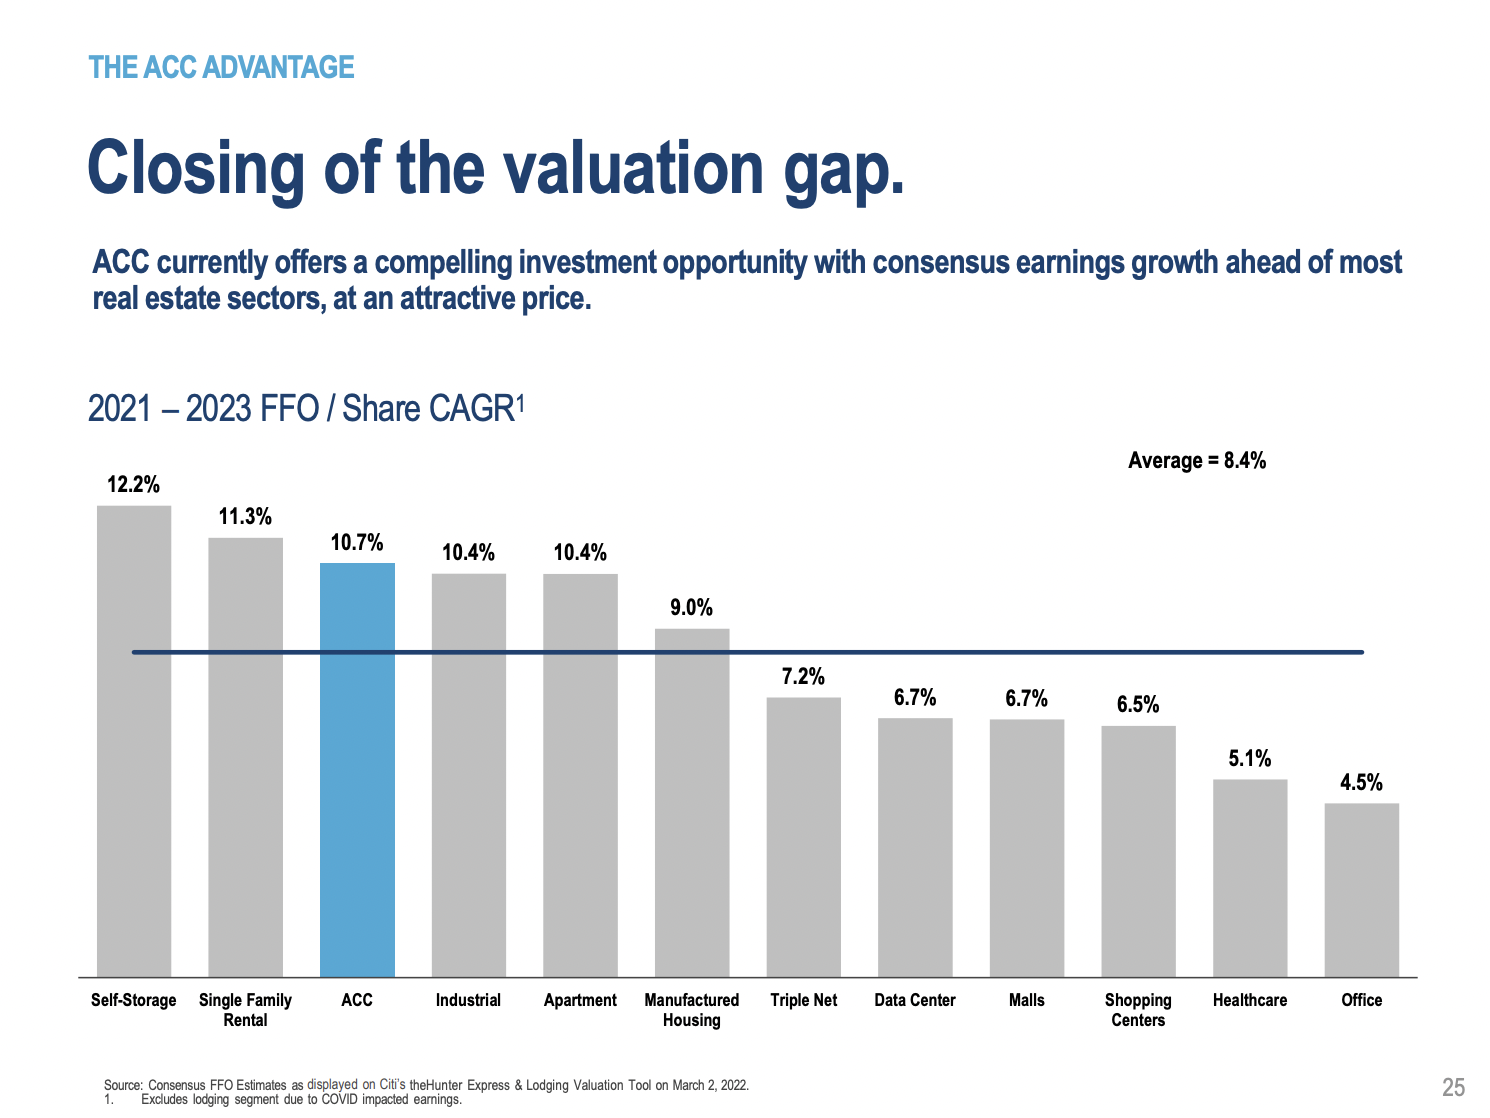 THE ACC ADVANTAGE
Closing of the valuation gap.
ACC currently offers a compelling investment opportunity with consensus earnings growth ahead of most
real estate sectors, at an attractive price.
2021 – 2023 FFO / Share CAGR¹
Average = 8.4%
12.2%
11.3%
10.7%
10.4%
10.4%
9.0%
7.2%
6.7%
6.7%
6.5%
5.1%
4.5%
Self-Storage
Single Family
Rental
ACC
Industrial
Apartment
Manufactured
Housing
Triple Net
Data Center
Malls
Shopping
Centers
Healthcare
Office
Source: Consensus FFO Estimates as displayed on Citi's theHunter Express & Lodging Valuation Tool on March 2, 2022.
1. Excludes lodging segment due to COVID impacted earnings.
25